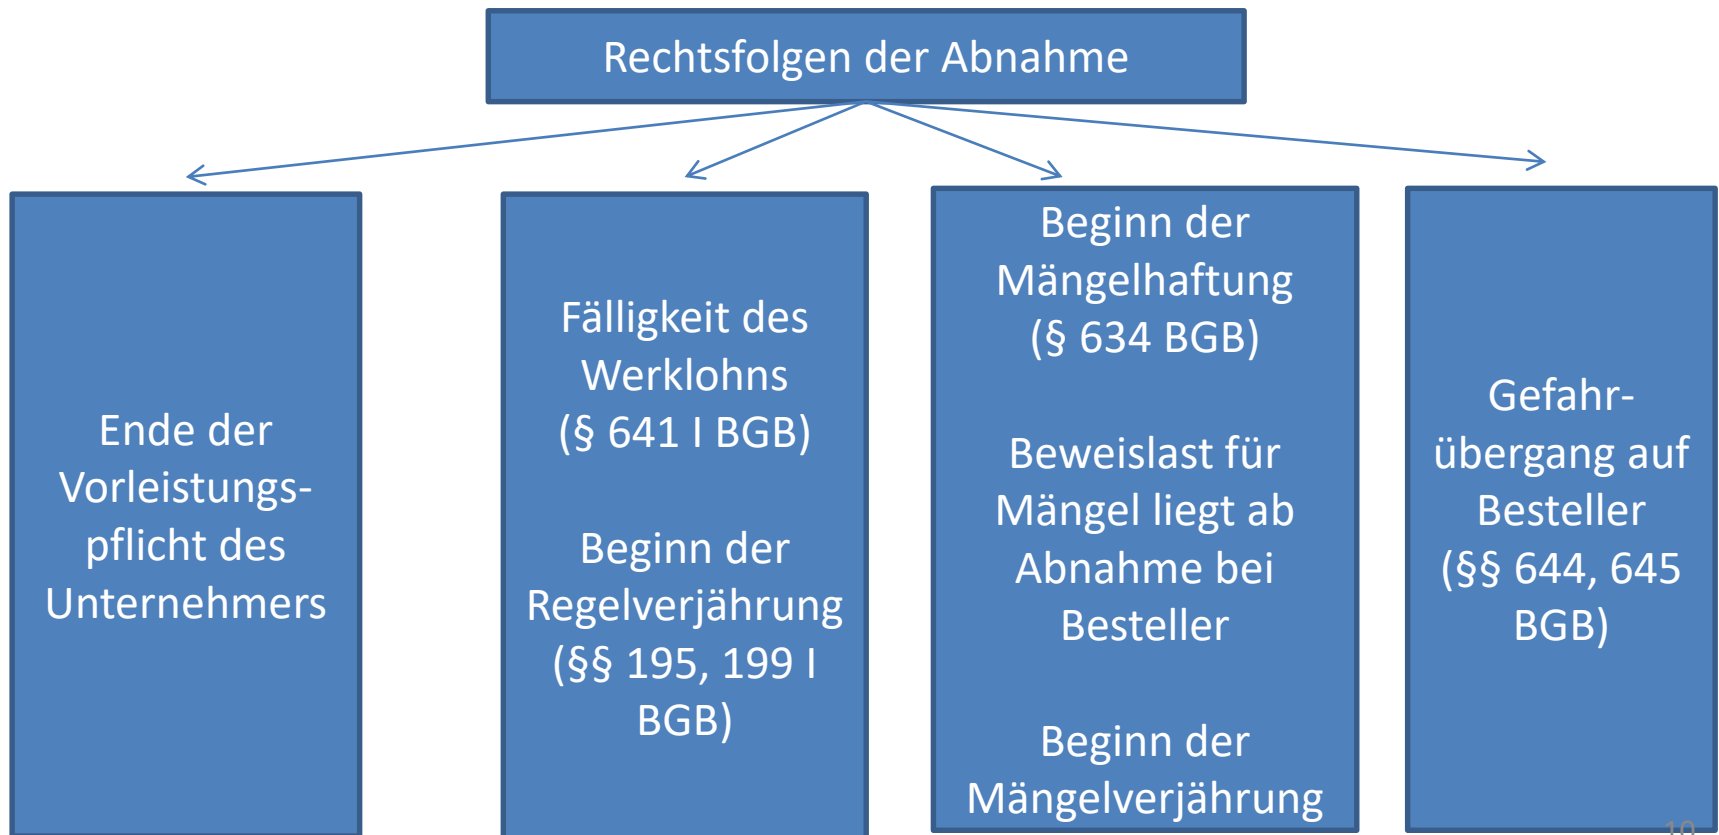 Rechtsfolgen der Abnahme
Ende der
Vorleistungs-
pflicht des
Unternehmers
Fälligkeit des
Werklohns
(§ 641 I BGB)
Beginn der
Regelverjährung
(§§ 195, 199 I
BGB)
Beginn der
Mängelhaftung
(§ 634 BGB)
Beweislast für
Mängel liegt ab
Abnahme bei
Besteller
Beginn der
Mängelverjährung
Gefahr-
übergang auf
Besteller
(§§ 644, 645
BGB)
10